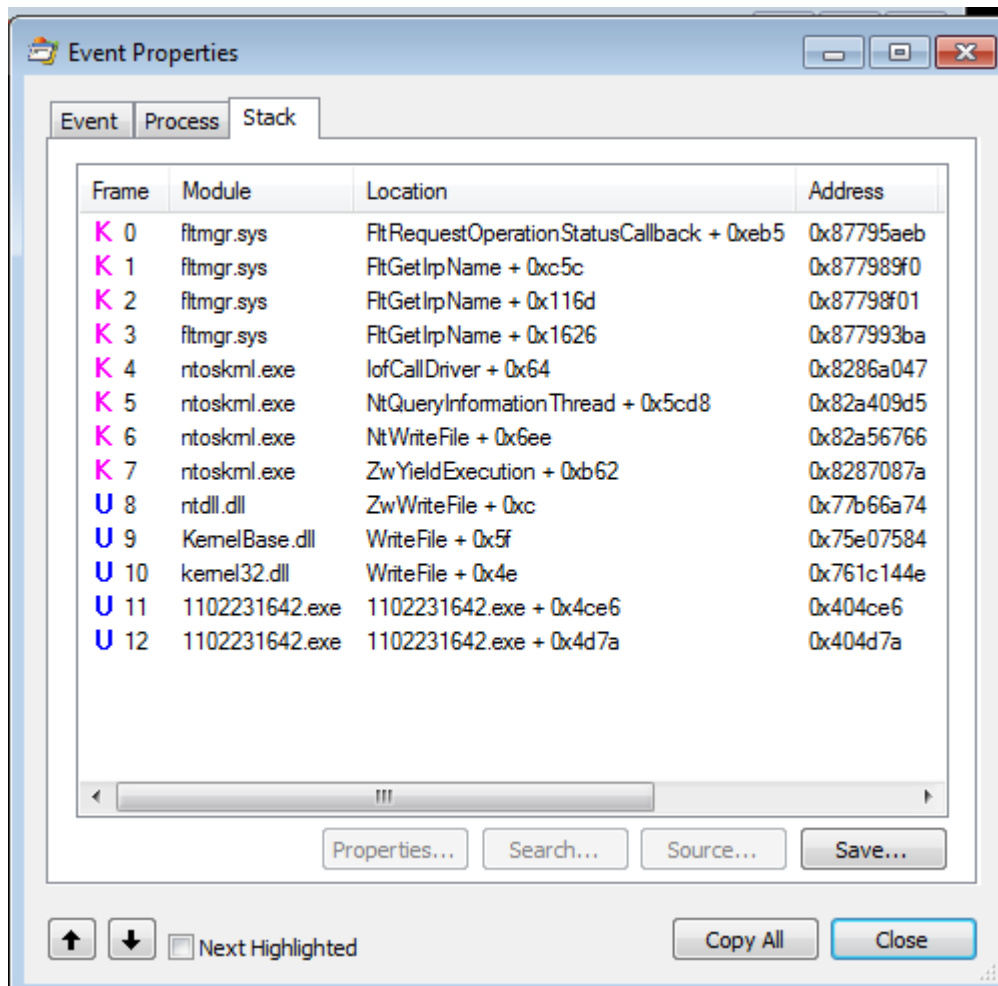 Event Properties
Event Process Stack
Frame Module Location Address
K 0 fltmgr.sys FltRequestOperationStatusCallback + 0xeb5 0x87795aeb
K 1 fltmgr.sys FltGetIrpName + 0xc5c 0x877989f0
K 2 fltmgr.sys FltGetIrpName + 0x116d 0x87798f01
K 3 fltmgr.sys FltGetIrpName + 0x1626 0x877993ba
K 4 ntoskrnl.exe IofCallDriver + 0x64 0x8286a047
K 5 ntoskrnl.exe NtQueryInformationThread + 0x5cd8 0x82a409d5
K 6 ntoskrnl.exe NtWriteFile + 0x6ee 0x82a56766
K 7 ntoskrnl.exe ZwYieldExecution + 0xb62 0x8287087a
U 8 ntdll.dll ZwWriteFile + 0xc 0x77b66a74
U 9 KernelBase.dll WriteFile + 0x5f 0x75e07584
U 10 kernel32.dll WriteFile + 0x4e 0x761c144e
U 11 1102231642.exe 1102231642.exe + 0x4ce6 0x404ce6
U 12 1102231642.exe 1102231642.exe + 0x4d7a 0x404d7a
Properties... Search... Source... Save...
Next Highlighted Copy All Close